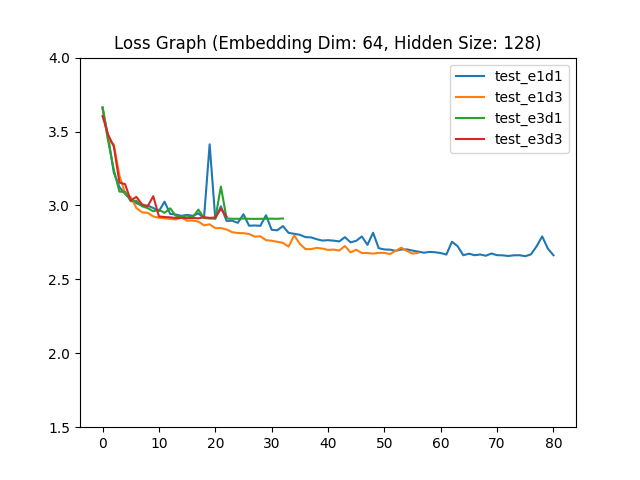 Loss Graph (Embedding Dim: 64, Hidden Size: 128)
4.0
3.5
3.0
2.5
2.0
1.5
0 10 20 30 40 50 60 70 80
test_e1d1
test_e1d3
test_e3d1
test_e3d3